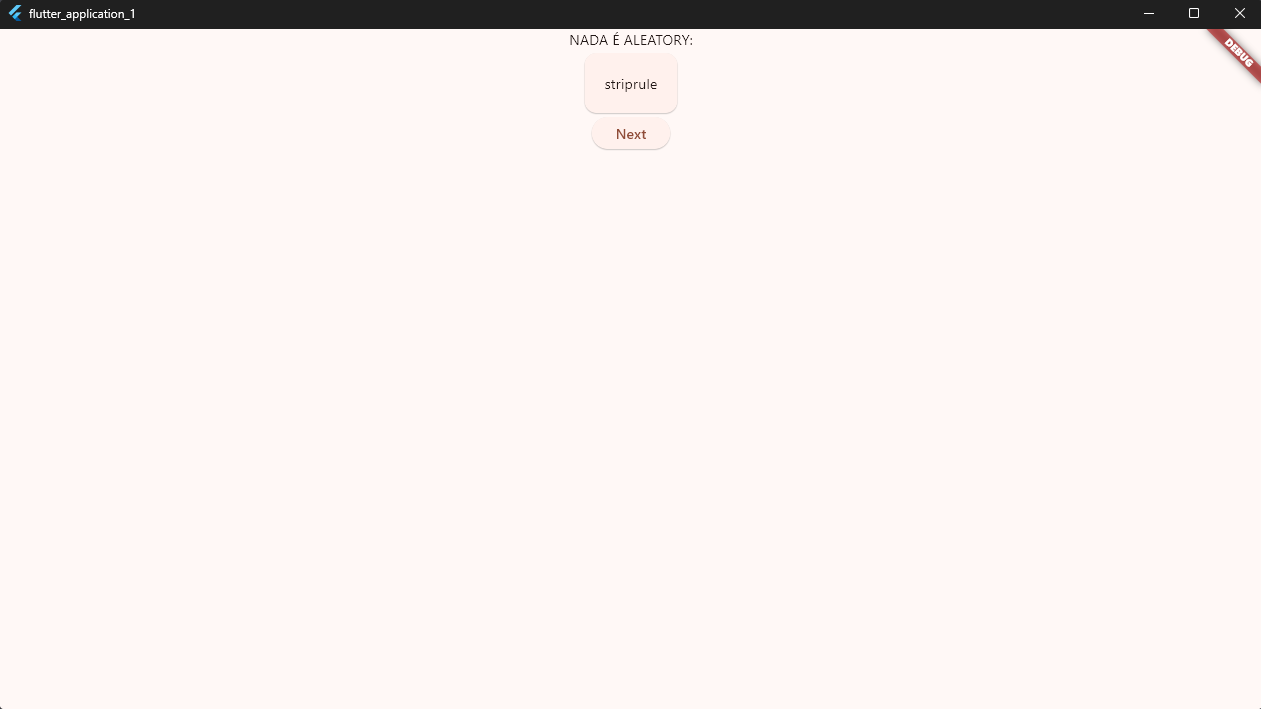 flutter_application_1
DEBUG
NADA É ALEATORY:
striprule
Next